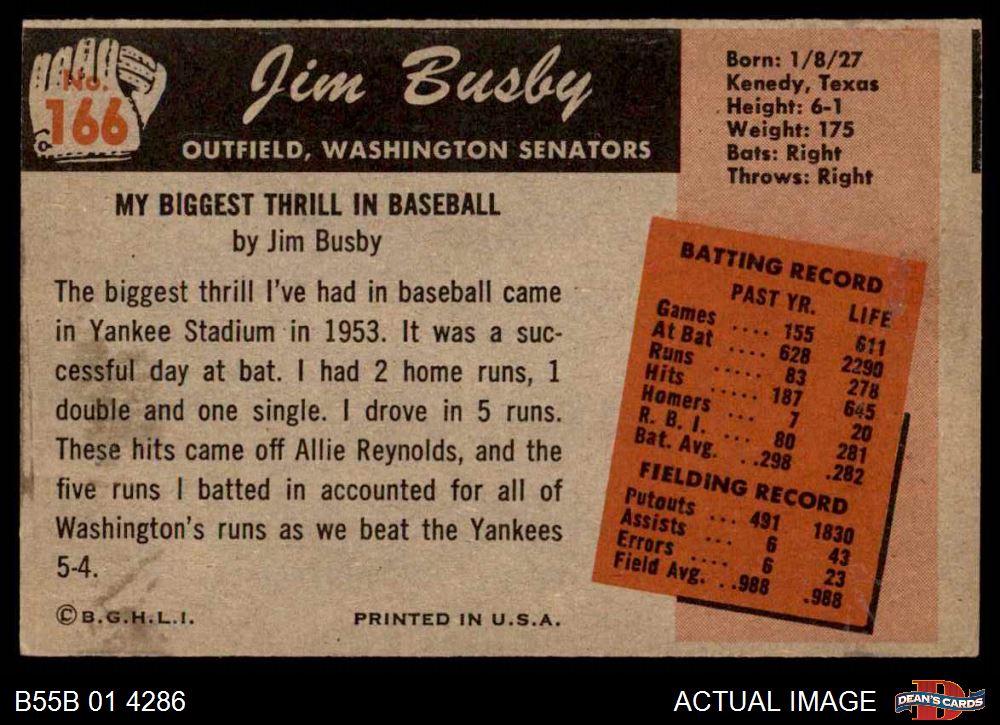 No.
166
Jim Busby
OUTFIELD, WASHINGTON SENATORS
Born: 1/8/27
Kenedy, Texas
Height: 6-1
Weight: 175
Bats: Right
Throws: Right
MY BIGGEST THRILL IN BASEBALL
by Jim Busby
The biggest thrill I've had in baseball came
in Yankee Stadium in 1953. It was a suc-
cessful day at bat. I had 2 home runs, 1
double and one single. I drove in 5 runs.
These hits came off Allie Reynolds, and the
five runs I batted in accounted for all of
Washington's runs as we beat the Yankees
5-4.
BATTING RECORD
PAST YR. LIFE
Games .... 155 611
At Bat .... 628 2290
Runs ..... 83 278
Hits ..... 187 645
Homers ... 7 20
R. B. I. ... 80 281
Bat. Avg. ..298 .282
FIELDING RECORD
Putouts ... 491 1830
Assists ... 6 43
Errors .... 6 23
Field Avg. ..988 .988
©B.G.H.L.I. PRINTED IN U.S.A.
B55B 01 4286 ACTUAL IMAGE DEAN'S CARDS